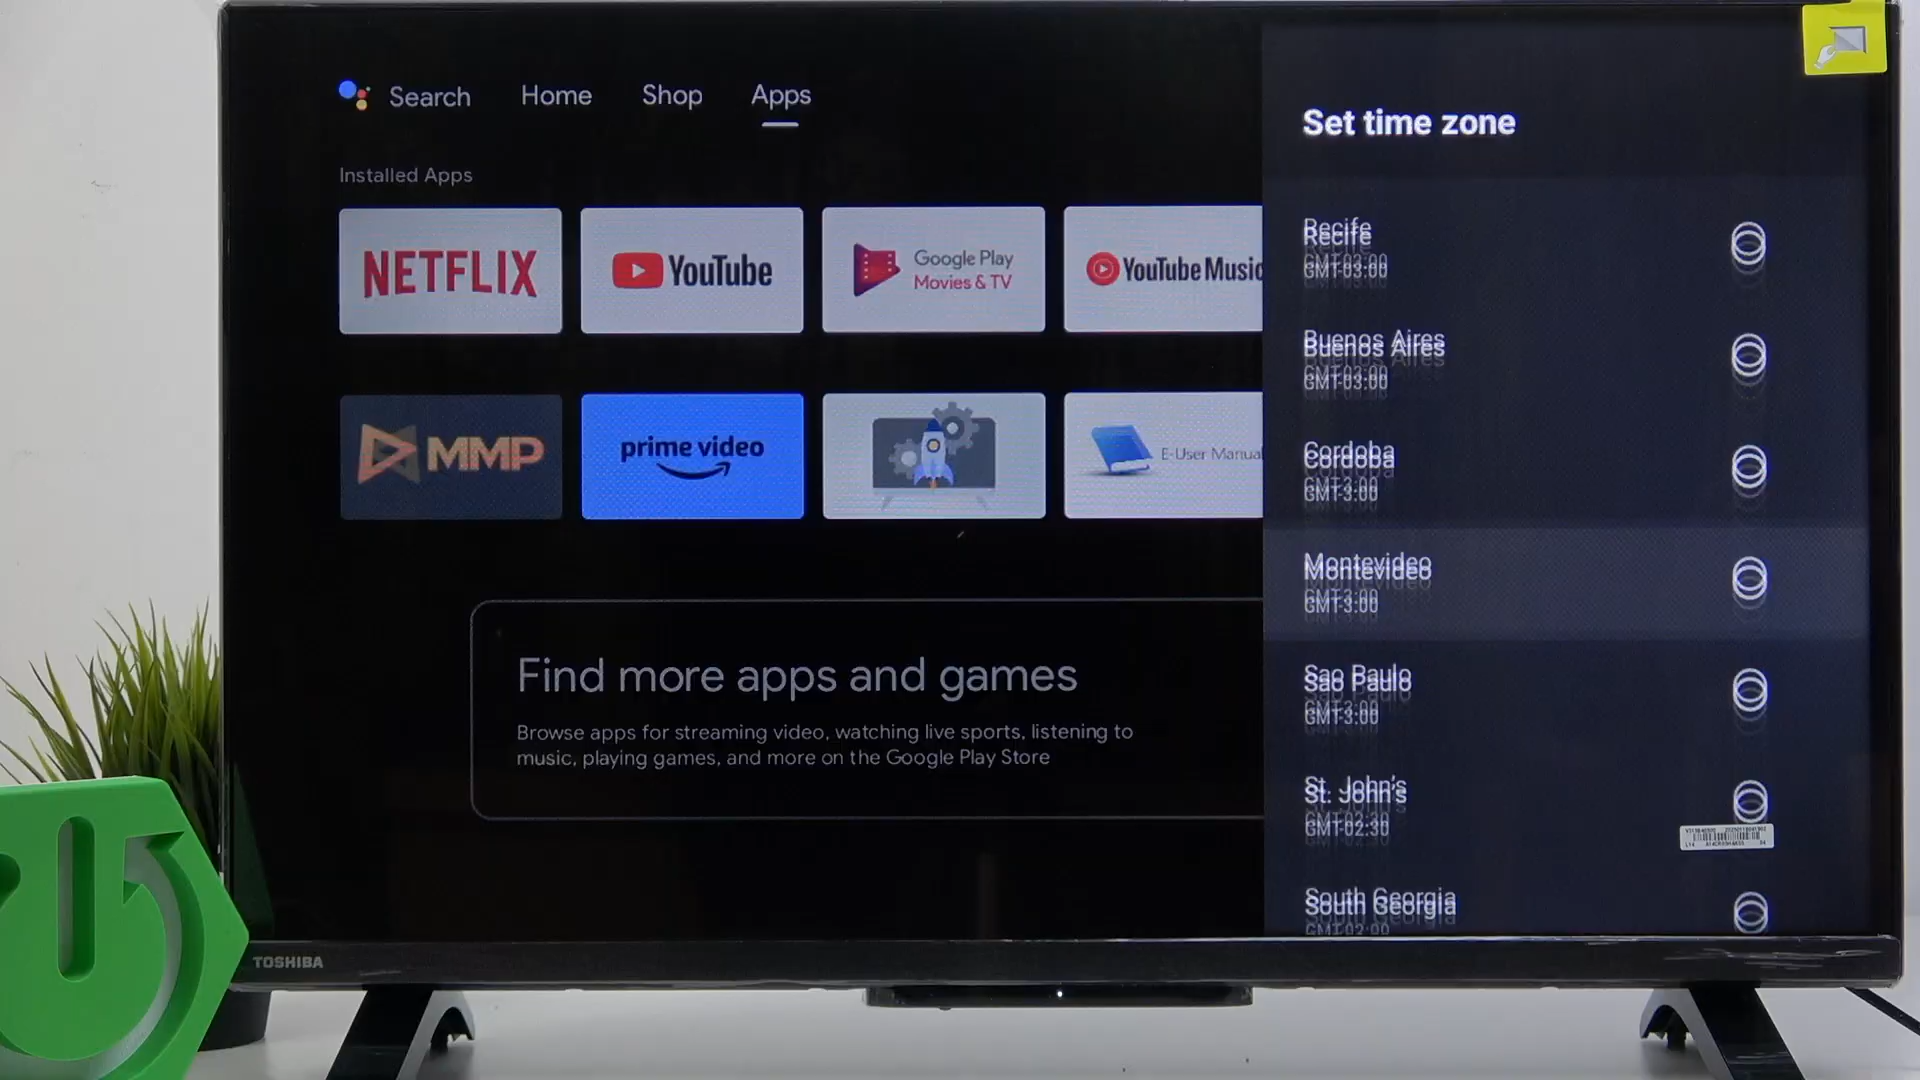 Search Home Shop Apps
Installed Apps
NETFLIX
YouTube
Google Play
Movies & TV
YouTube Music
MMP
prime video
E-User Manual
Find more apps and games
Browse apps for streaming video, watching live sports, listening to
music, playing games, and more on the Google Play Store
Set time zone
Recife
GMT-03:00
Buenos Aires
GMT-03:00
Cordoba
GMT-3:00
Montevideo
GMT-3:00
Sao Paulo
GMT-3:00
St. John's
GMT-02:30
South Georgia
GMT-02:00
TOSHIBA